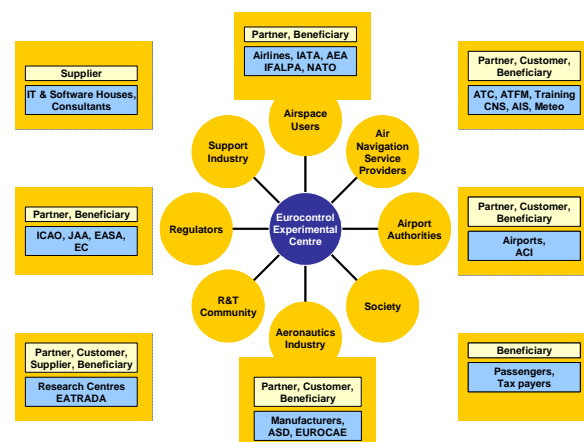 Partner, Beneficiary
Airlines, IATA, AEA
IFALPA, NATO
Supplier
IT & Software Houses,
Consultants
Partner, Customer,
Beneficiary
ATC, ATFM, Training
CNS, AIS, Meteo
Airspace
Users
Support
Industry
Air
Navigation
Service
Providers
Partner, Beneficiary
ICAO, JAA, EASA,
EC
Regulators
Eurocontrol
Experimental
Centre
Airport
Authorities
Partner, Customer,
Beneficiary
Airports,
ACI
R&T
Community
Society
Aeronautics
Industry
Partner, Customer,
Supplier, Beneficiary
Research Centres
EATRADA
Partner, Customer,
Beneficiary
Manufacturers,
ASD, EUROCAE
Beneficiary
Passengers,
Tax payers